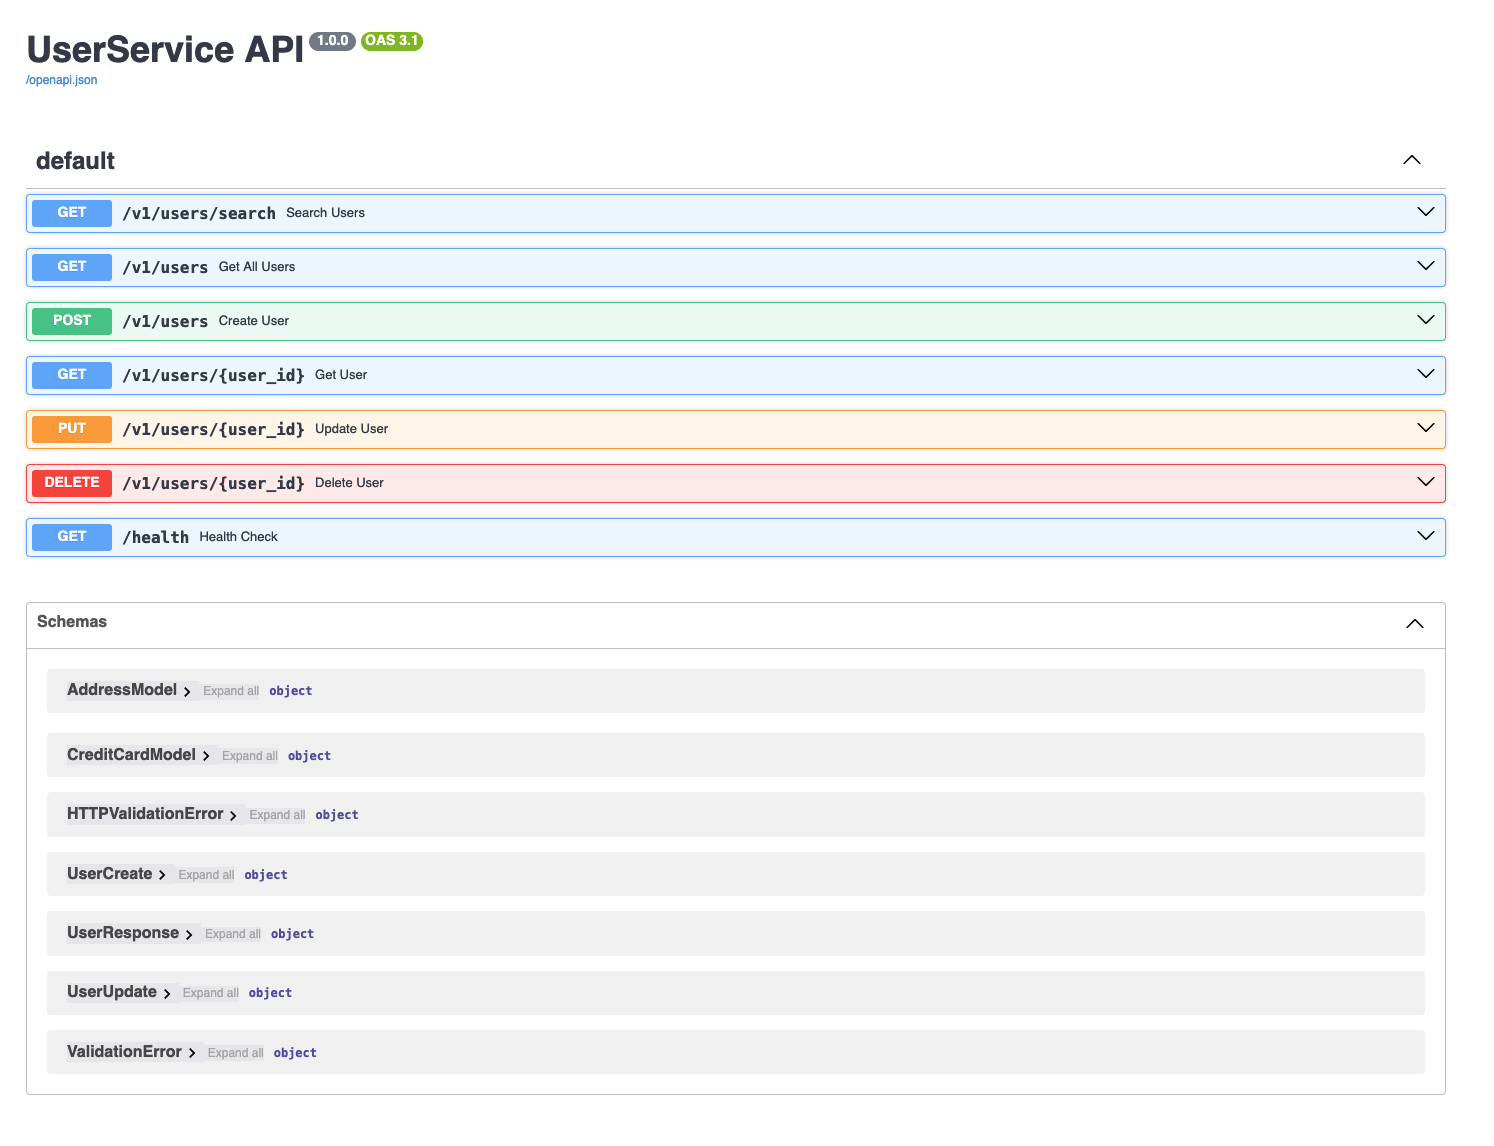 UserService API 1.0.0 OAS 3.1
/openapi.json
default
GET /v1/users/search Search Users
GET /v1/users Get All Users
POST /v1/users Create User
GET /v1/users/{user_id} Get User
PUT /v1/users/{user_id} Update User
DELETE /v1/users/{user_id} Delete User
GET /health Health Check
Schemas
AddressModel Expand all object
CreditCardModel Expand all object
HTTPValidationError Expand all object
UserCreate Expand all object
UserResponse Expand all object
UserUpdate Expand all object
ValidationError Expand all object